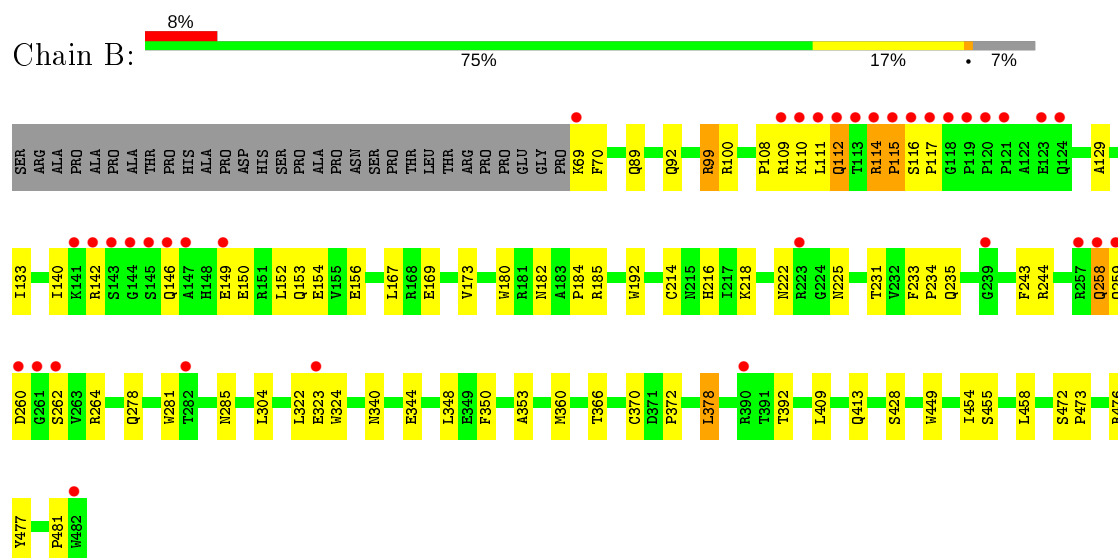 8%
Chain B:
75% 17% • 7%
SER ARG ALA PRO ALA PRO ALA THR PRO HIS ALA PRO ASP HIS SER PRO ALA PRO ASN SER PRO PRO THR LEU THR ARG PRO PRO GLU GLY PRO K69 F70 Q89 Q92 R99 R100 P108 R109 K110 L111 Q112 T113 R114 P115 S116 P117 G118 P119 P120 P121 A122 E123 Q124 A129
I133 I140 K141 R142 S143 G144 S145 Q146 A147 H148 E149 E150 R151 L152 Q153 E154 V155 E156 L167 R168 E169 V173 W180 R181 N182 A183 P184 R185 W192 C214 N215 H216 I217 K218 N222 R223 G224 N225 T231 V232 F233 P234 Q235 G239 F243 R244 R257 Q258
D260 G261 S262 V263 R264 Q278 W281 T282 N285 L304 L322 E323 W324 N340 E344 L348 E349 F350 A353 M360 T366 C370 D371 P372 L378 R390 T391 T392 L409 Q413 S428 W449 I454 S455 L458 S472 P473
Y477 P481 W482